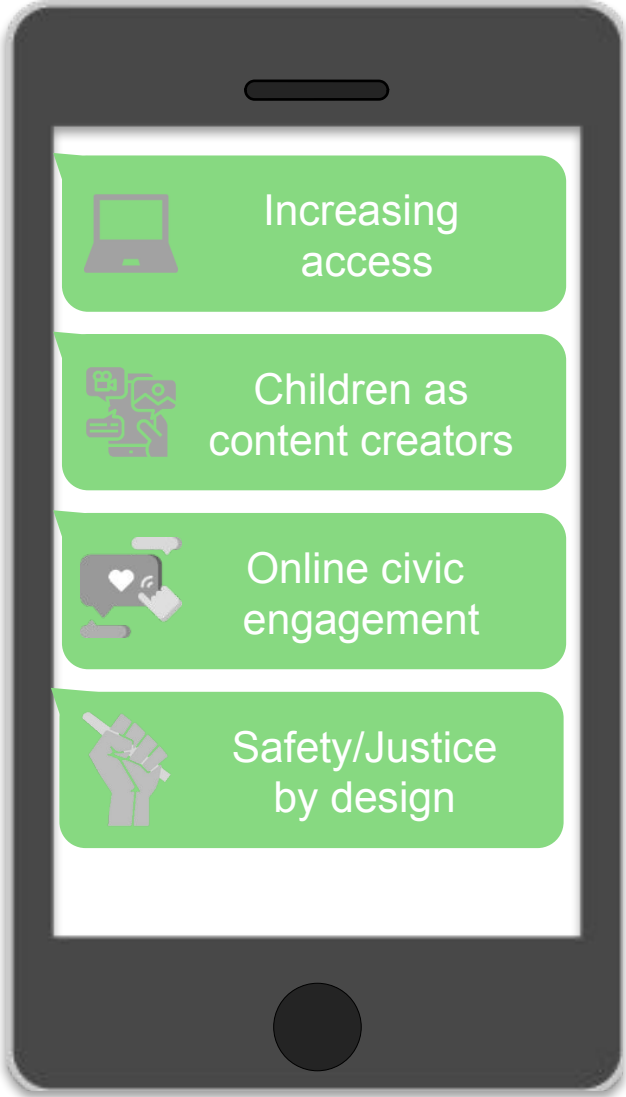 Increasing
access
Children as
content creators
Online civic
engagement
Safety/Justice
by design